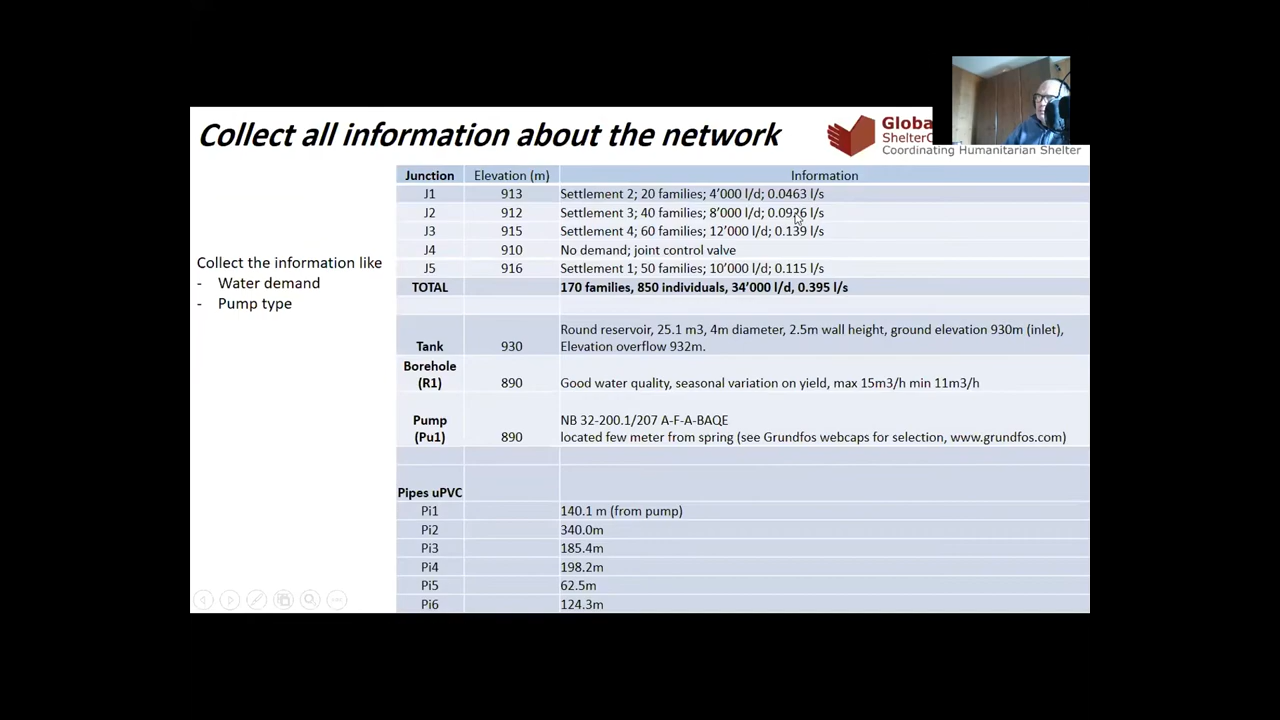 Collect all information about the network
Globa
ShelterC
Coordinating Humanitarian Shelter
Collect the information like
- Water demand
- Pump type
Junction Elevation (m) Information
J1 913 Settlement 2; 20 families; 4’000 l/d; 0.0463 l/s
J2 912 Settlement 3; 40 families; 8’000 l/d; 0.0926 l/s
J3 915 Settlement 4; 60 families; 12’000 l/d; 0.139 l/s
J4 910 No demand; joint control valve
J5 916 Settlement 1; 50 families; 10’000 l/d; 0.115 l/s
TOTAL 170 families, 850 individuals, 34’000 l/d, 0.395 l/s
Round reservoir, 25.1 m3, 4m diameter, 2.5m wall height, ground elevation 930m (inlet),
Tank 930 Elevation overflow 932m.
Borehole
(R1) 890 Good water quality, seasonal variation on yield, max 15m3/h min 11m3/h
Pump NB 32-200.1/207 A-F-A-BAQE
(Pu1) 890 located few meter from spring (see Grundfos webcaps for selection, www.grundfos.com)
Pipes uPVC
Pi1 140.1 m (from pump)
Pi2 340.0m
Pi3 185.4m
Pi4 198.2m
Pi5 62.5m
Pi6 124.3m